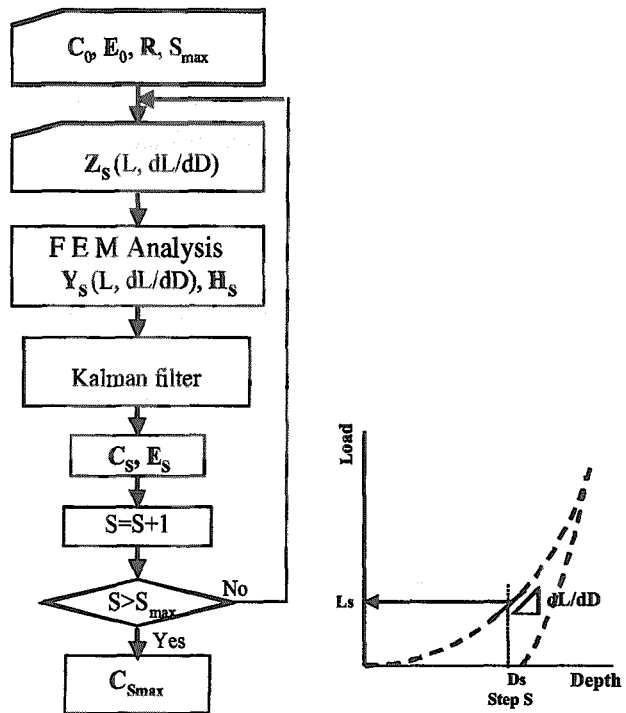 C0, E0, R, Smax
ZS (L, dL/dD)
F E M Analysis
YS (L, dL/dD), HS
Kalman filter
CS, ES
S=S+1
S>Smax
No
Yes
CSmax
Load
Ls
dL/dD
Ds
Depth
Step S